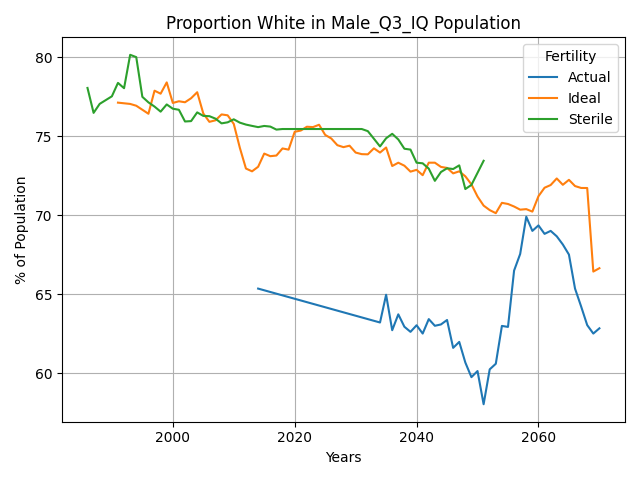 Proportion White in Male_Q3_IQ Population
Fertility
Actual
Ideal
Sterile
% of Population
80
75
70
65
60
2000
2020
2040
2060
Years